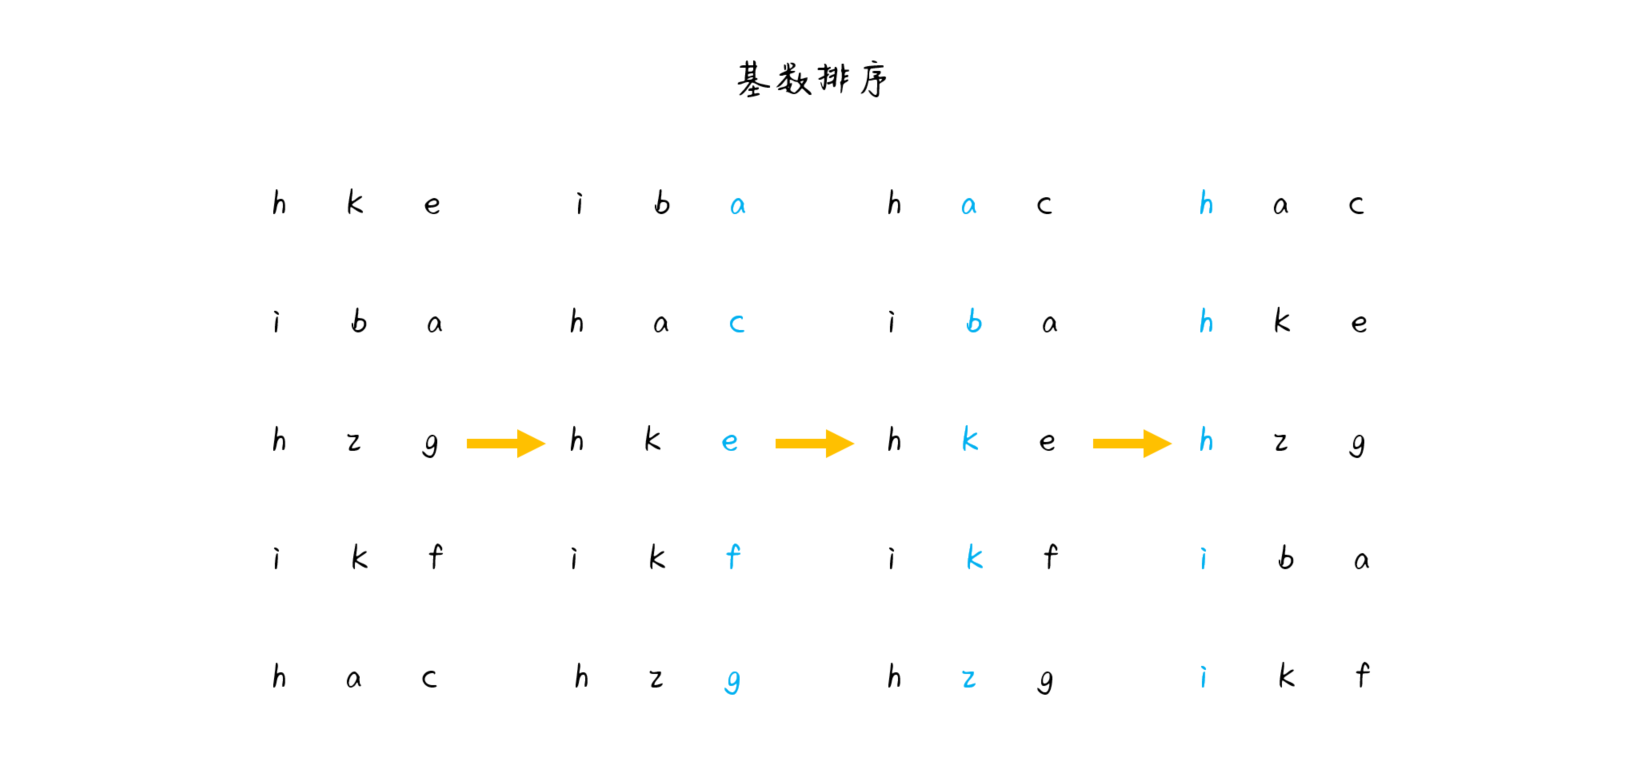 基数排序
h k e i b a h a c h a c
i b a h a c i b a h k e
h z g h k e h k e h z g
i k f i k f i k f i b a
h a c h z g h z g i k f